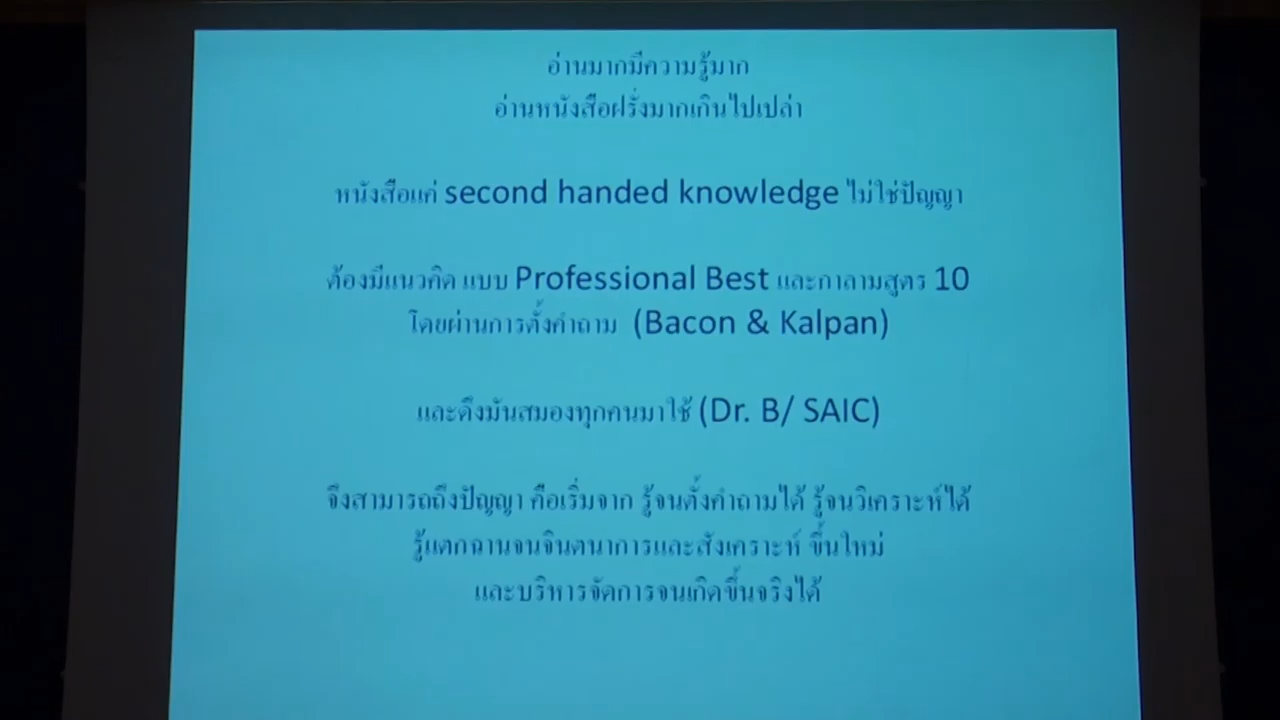 อ่านมากมีความรู้มาก
อ่านหนังสือฝรั่งมากเกินไปเปล่า
หนังสือแค่ second handed knowledge ไม่ใช่ปัญญา
ต้องมีแนวคิด แบบ Professional Best และกาลามสูตร 10
โดยผ่านการตั้งคำถาม (Bacon & Kalpan)
และดึงมันสมองทุกคนมาใช้ (Dr. B/ SAIC)
จึงสามารถถึงปัญญา คือเริ่มจาก รู้จนตั้งคำถามได้ รู้จนวิเคราะห์ได้
รู้แตกฉานจนจินตนาการและสังเคราะห์ ขึ้นใหม่
และบริหารจัดการจนเกิดขึ้นจริงได้